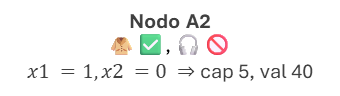 Nodo A2
🧥 ✅ , 🎧 🚫
x1 = 1, x2 = 0 ⇒ cap 5, val 40